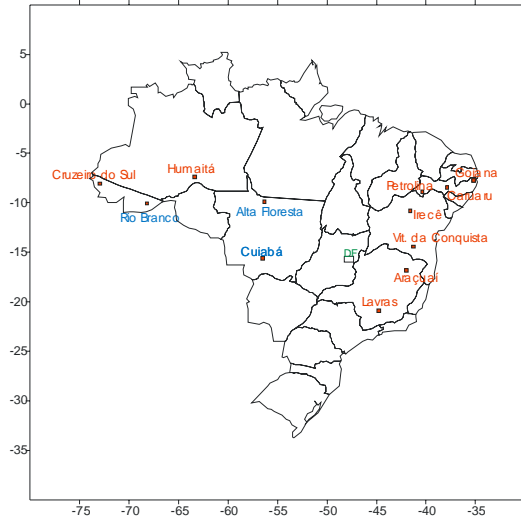 5
0
-5
-10
-15
-20
-25
-30
-35
Cruzeiro do Sul
Humaitá
Goiana
Petrolina
Caruaru
Rio Branco
Alta Floresta
Irecê
Cuiabá
DF
Vit. da Conquista
Araçuaí
Lavras
-75
-70
-65
-60
-55
-50
-45
-40
-35